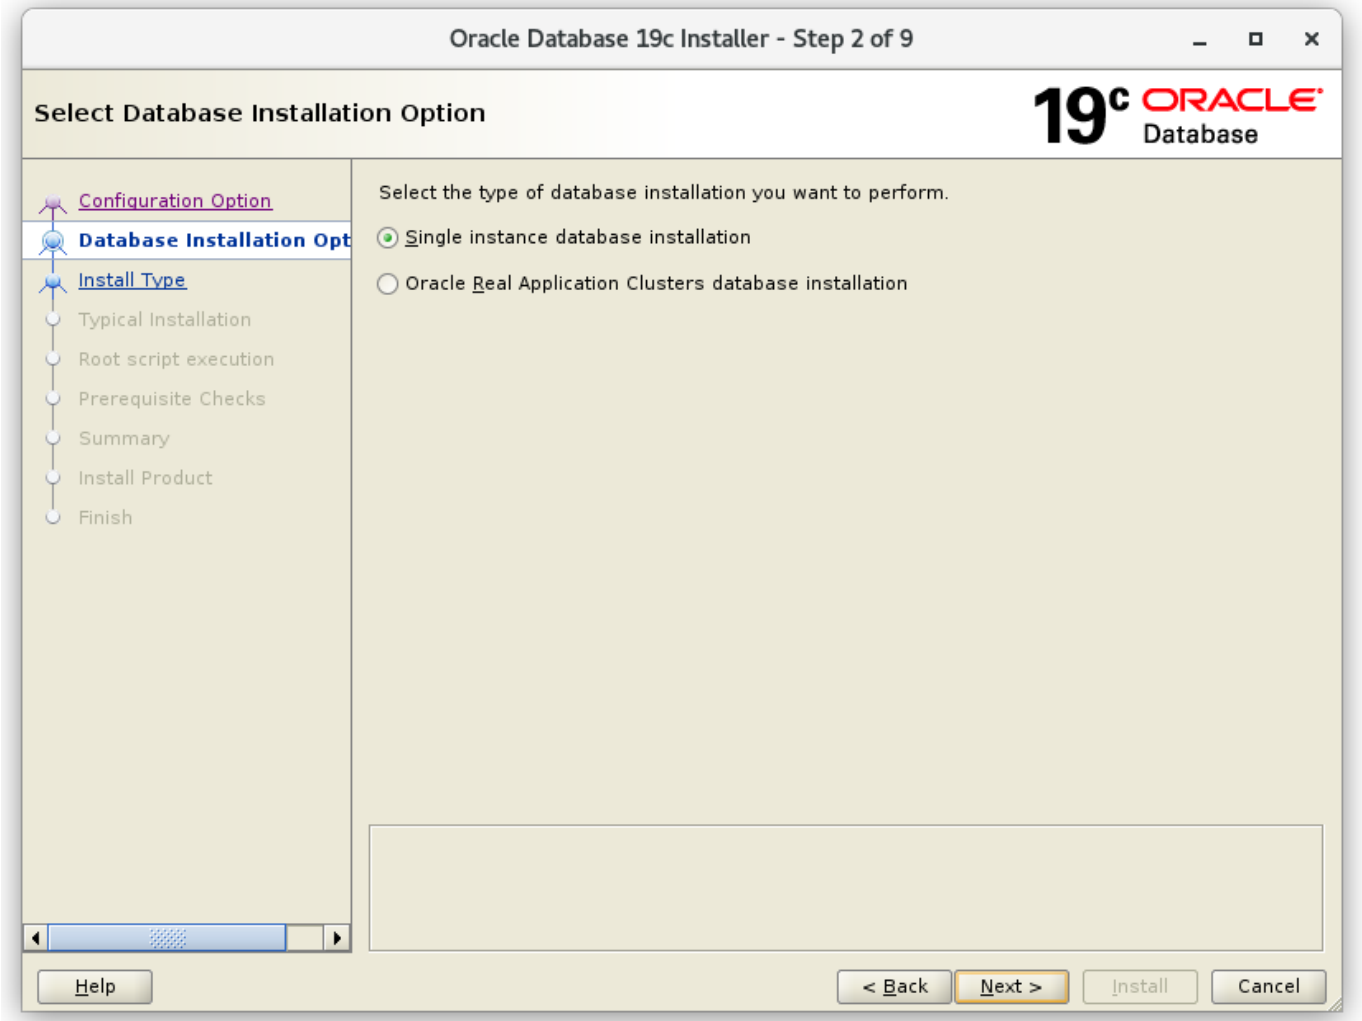 Oracle Database 19c Installer - Step 2 of 9
Select Database Installation Option
19c ORACLE
Database
Configuration Option
Database Installation Opt
Install Type
Typical Installation
Root script execution
Prerequisite Checks
Summary
Install Product
Finish
Select the type of database installation you want to perform.
Single instance database installation
Oracle Real Application Clusters database installation
Help
< Back
Next >
Install
Cancel